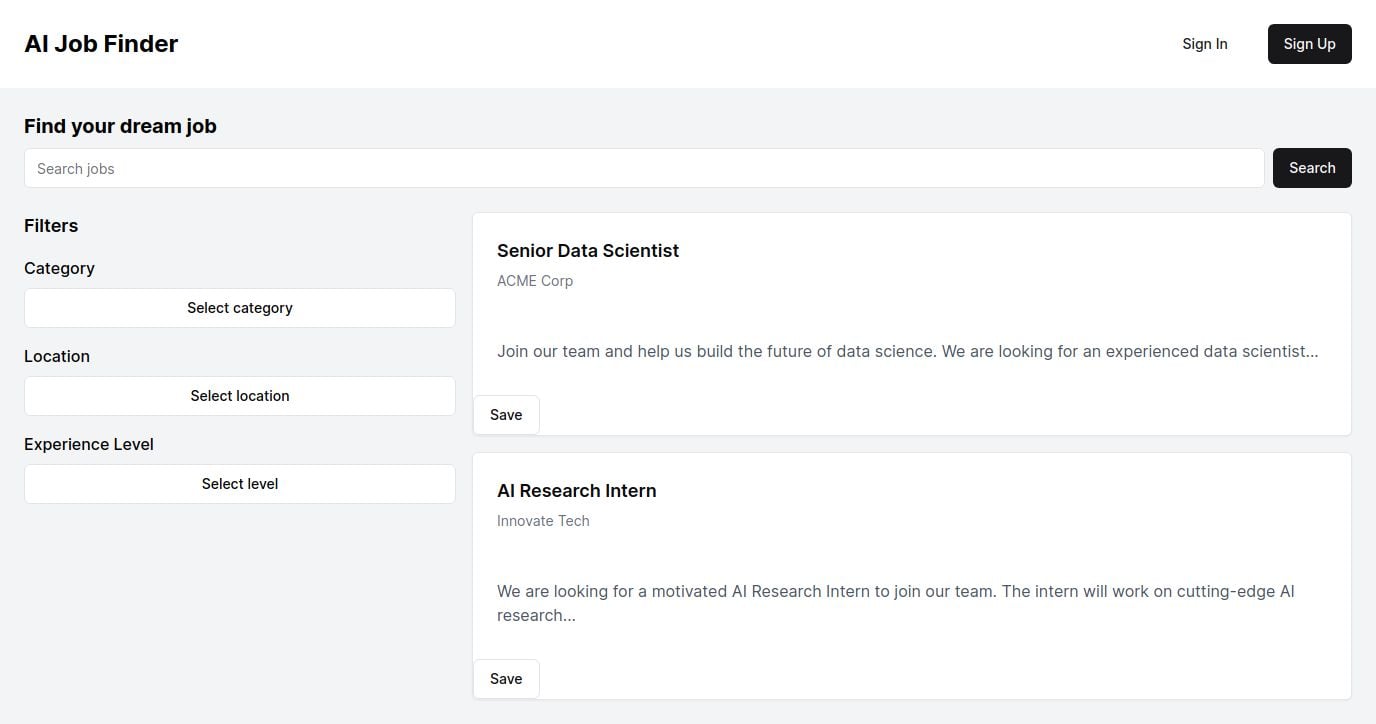 AI Job Finder
Sign In
Sign Up
Find your dream job
Search jobs
Search
Filters
Category
Select category
Location
Select location
Experience Level
Select level
Senior Data Scientist
ACME Corp
Join our team and help us build the future of data science. We are looking for an experienced data scientist...
Save
AI Research Intern
Innovate Tech
We are looking for a motivated AI Research Intern to join our team. The intern will work on cutting-edge AI
research...
Save